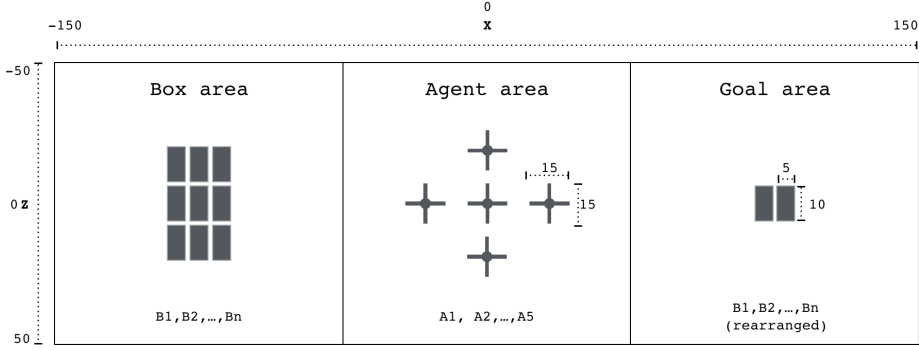 0
-150 X 150
-50
Box area Agent area Goal area
15 5
0 Z 15 10
B1,B2,…,Bn A1, A2,…,A5 B1,B2,…,Bn
(rearranged)
50